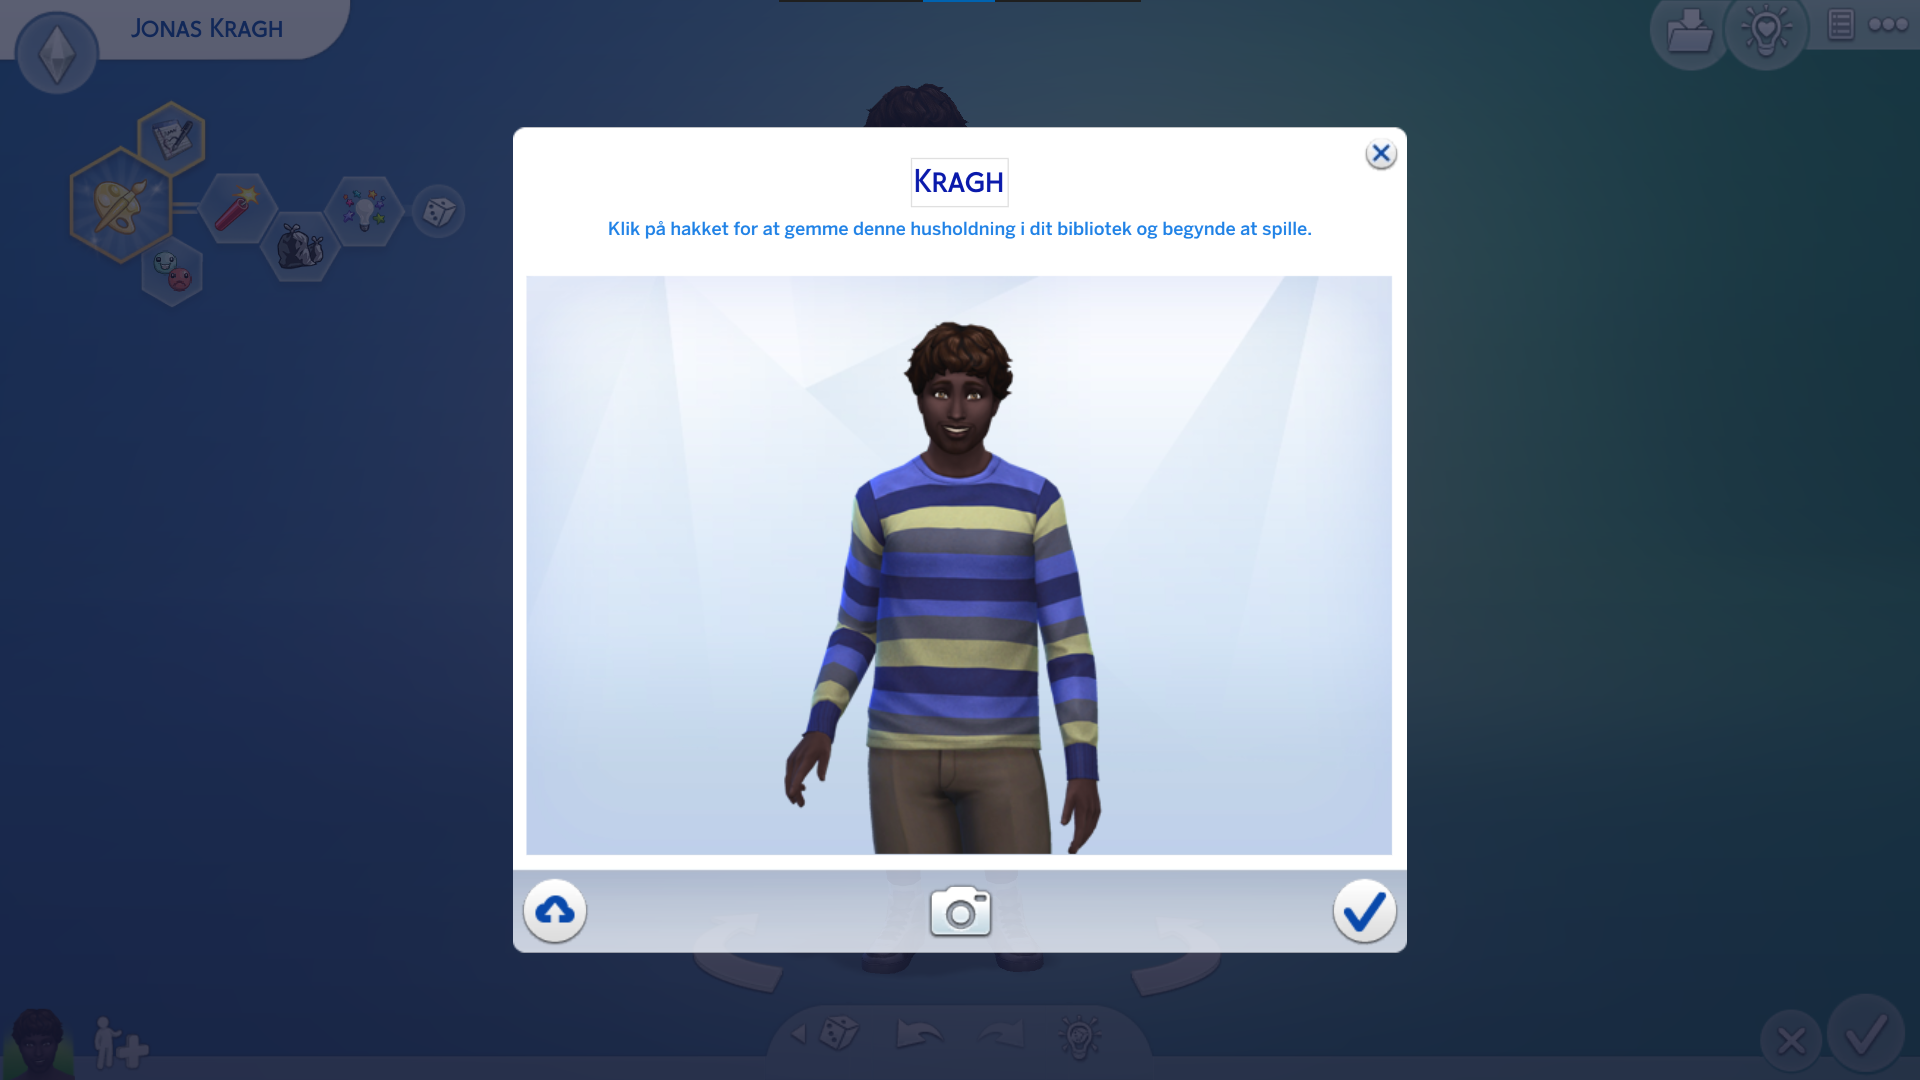 Jonas Kragh
Kragh
Klik på hakket for at gemme denne husholdning i dit bibliotek og begynde at spille.